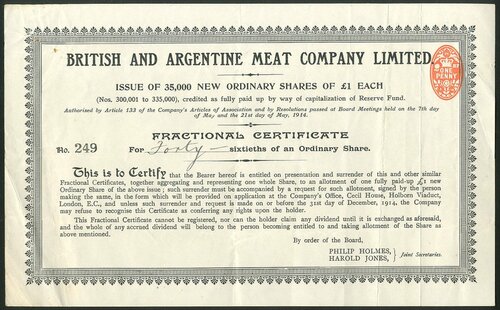 BRITISH AND ARGENTINE MEAT COMPANY LIMITED.
ISSUE OF 35,000 NEW ORDINARY SHARES OF £1 EACH
(Nos. 300,001 to 335,000), credited as fully paid up by way of capitalization of Reserve Fund.
Authorised by Article 133 of the Company's Articles of Association and by Resolutions passed at Board Meetings held on the 7th day
of May and the 21st day of May, 1914.
ONE
PENNY
FRACTIONAL CERTIFICATE
No. 249 For Forty sixtieths of an Ordinary Share.
This is to Certify that the Bearer hereof is entitled on presentation and surrender of this and other similar
Fractional Certificates, together aggregating and representing one whole Share, to an allotment of one fully paid-up £1 new
Ordinary Share of the above issue; such surrender must be accompanied by a request for such allotment, signed by the person
making the same, in the form which will be provided on application at the Company's Office, Cecil House, Holborn Viaduct,
London, E.C., and unless such surrender and request is made on or before the 31st day of December, 1914, the Company
may refuse to recognise this Certificate as conferring any rights upon the holder.
This Fractional Certificate cannot be registered, nor can the holder claim any dividend until it is exchanged as aforesaid,
and the whole of any accrued dividend will belong to the person becoming entitled to and taking allotment of the Share as
above mentioned.
By order of the Board,
PHILIP HOLMES,
HAROLD JONES,
Joint Secretaries.